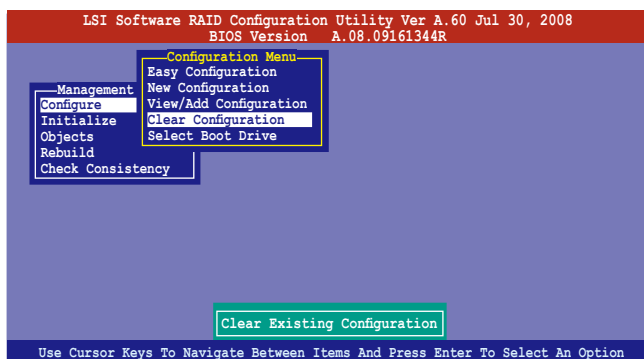 LSI Software RAID Configuration Utility Ver A.60 Jul 30, 2008
BIOS Version A.08.09161344R
Configuration Menu
Easy Configuration
New Configuration
View/Add Configuration
Clear Configuration
Select Boot Drive
Management
Configure
Initialize
Objects
Rebuild
Check Consistency
Clear Existing Configuration
Use Cursor Keys To Navigate Between Items And Press Enter To Select An Option